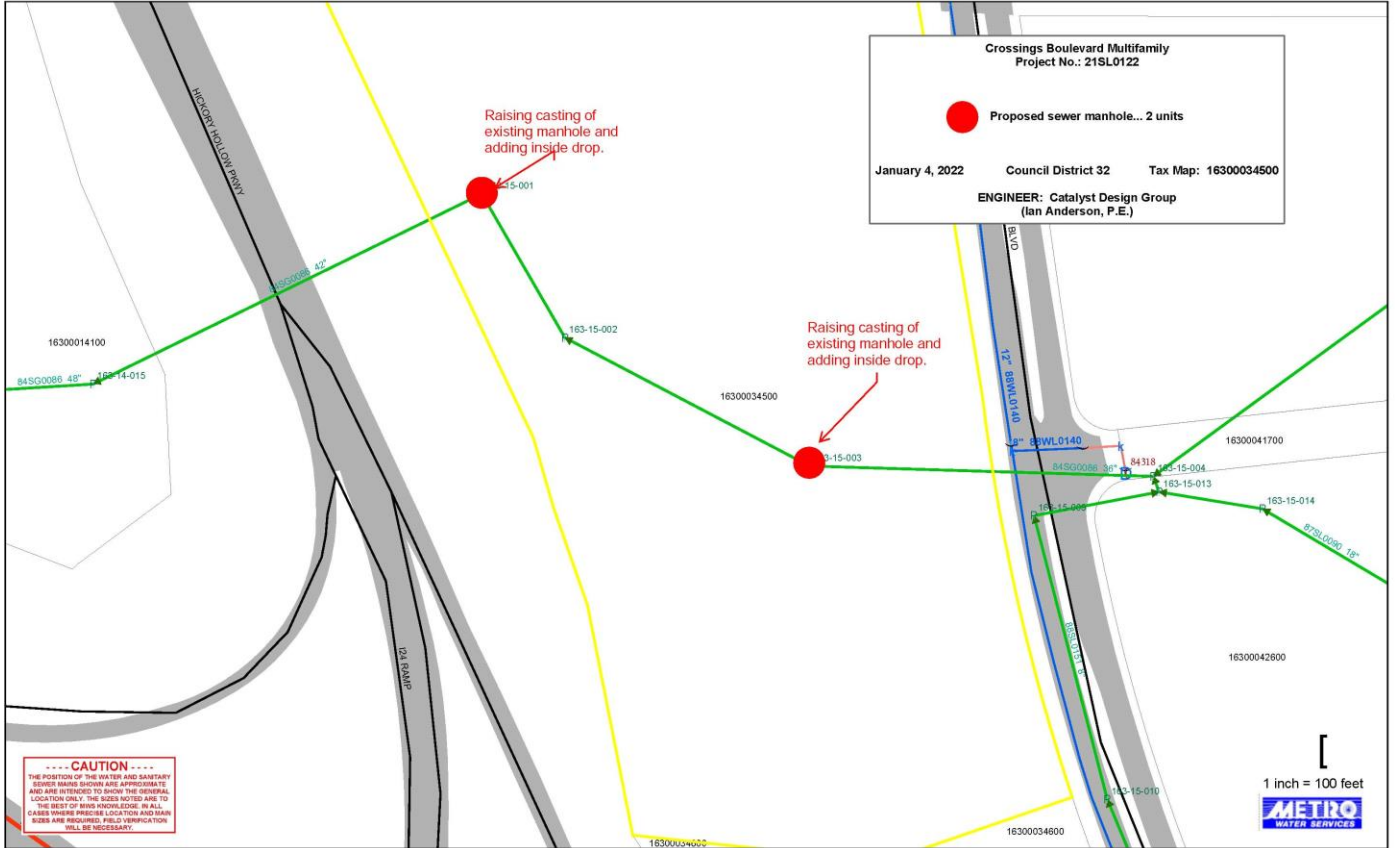 Crossings Boulevard Multifamily
Project No.: 21SL0122
Proposed sewer manhole... 2 units
January 4, 2022 Council District 32 Tax Map: 16300034500
ENGINEER: Catalyst Design Group
(Ian Anderson, P.E.)
HICKORY HOLLOW PKWY
Raising casting of
existing manhole and
adding inside drop.
15-001
84SG0086 42"
16300014100
84SG0086 48"
163-14-015
163-15-002
Raising casting of
existing manhole and
adding inside drop.
16300034500
3-15-003
BLVD
12" 88WL0140
8" 88WL0140
84318
84SG0086 36"
163-15-004
163-15-013
163-15-014
16300041700
87SL0090 18"
88SL0151 8"
16300042600
I24 RAMP
163-15-010
16300034600
- - - - CAUTION - - - -
THE POSITION OF THE WATER AND SANITARY
SEWER MAINS SHOWN ARE APPROXIMATE
AND ARE INTENDED TO SHOW THE GENERAL
LOCATION ONLY. THE SIZES NOTED ARE TO
THE BEST OF MWS KNOWLEDGE. IN ALL
CASES WHERE PRECISE LOCATION AND MAIN
SIZES ARE REQUIRED, FIELD VERIFICATION
WILL BE NECESSARY.
1 inch = 100 feet
METRO
WATER SERVICES